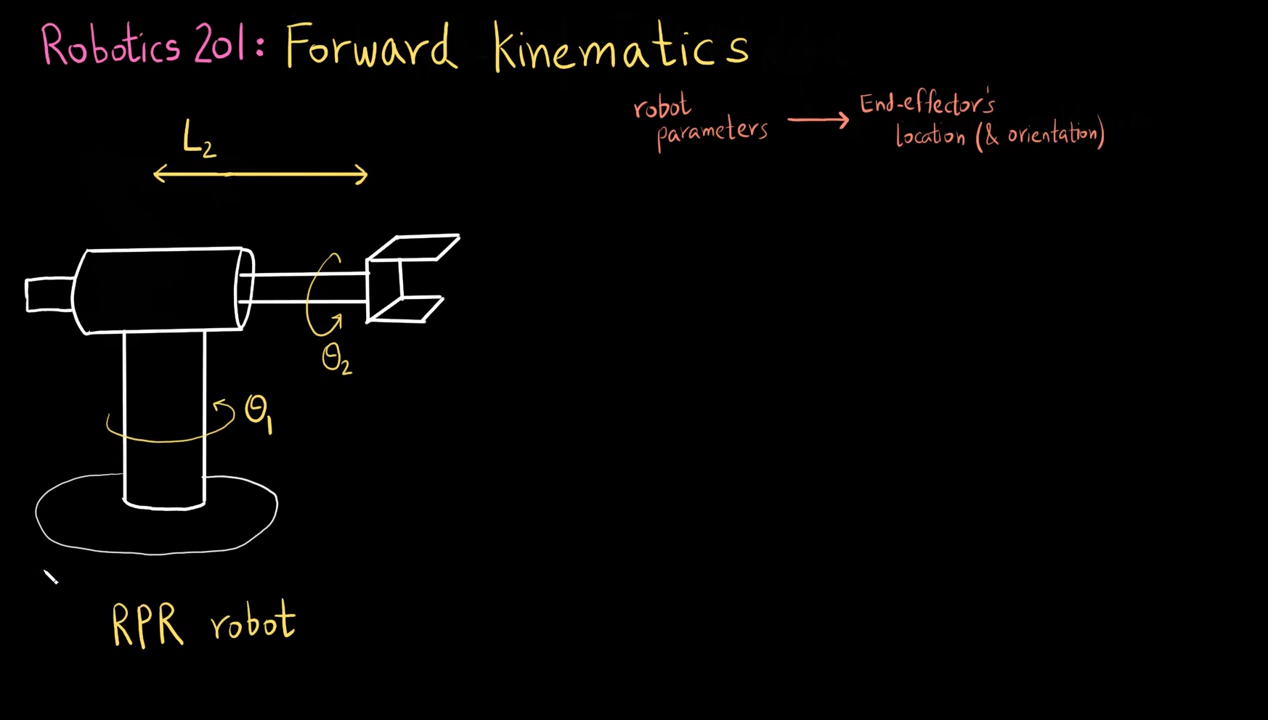 Robotics 201: Forward kinematics
robot parameters → End-effector's location (& orientation)
L₂
θ₂
θ₁
RPR robot